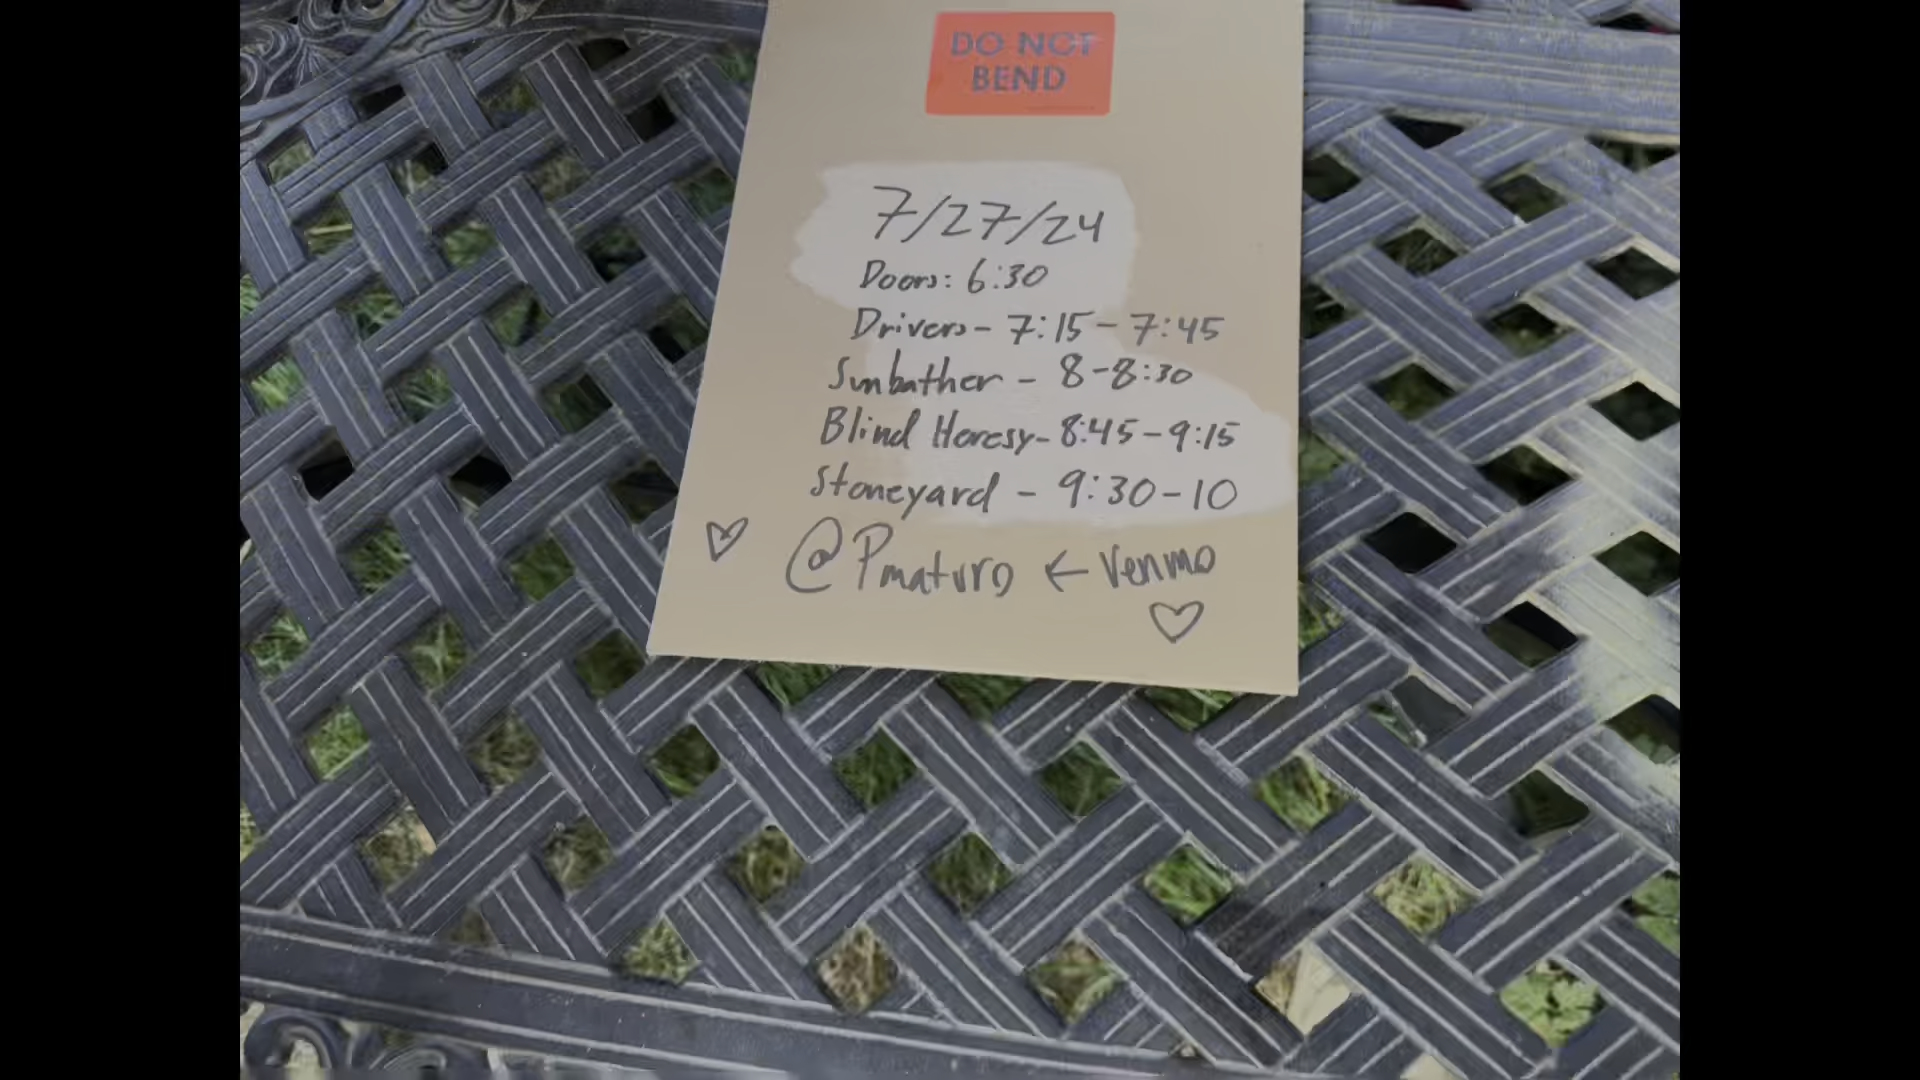 DO NOT
BEND
7/27/24
Doors: 6:30
Drivers - 7:15 - 7:45
Sunbather - 8-8:30
Blind Heresy - 8:45-9:15
Stoneyard - 9:30-10
@Pmaturo ← Venmo